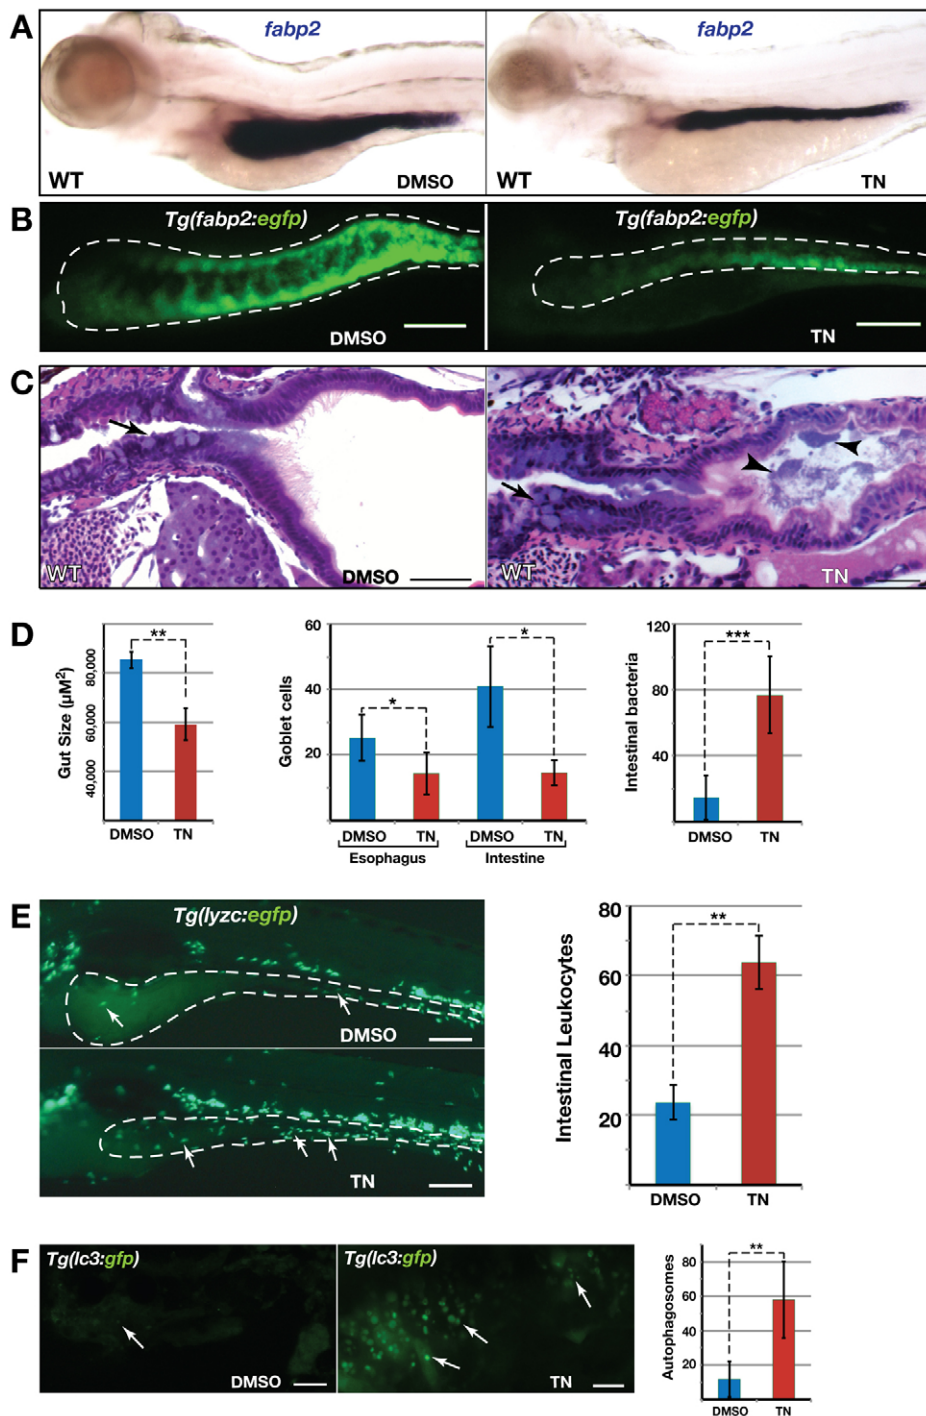 A
fabp2
fabp2
WT
DMSO
WT
TN
B
Tg(fabp2:egfp)
Tg(fabp2:egfp)
DMSO
TN
C
WT
DMSO
WT
TN
D
Gut Size (µM²)
80,000
60,000
40,000
**
DMSO
TN
Goblet cells
60
40
20
*
*
DMSO
TN
DMSO
TN
Esophagus
Intestine
Intestinal bacteria
120
80
40
***
DMSO
TN
E
Tg(lyzc:egfp)
DMSO
TN
Intestinal Leukocytes
80
60
40
20
**
DMSO
TN
F
Tg(lc3:gfp)
DMSO
Tg(lc3:gfp)
TN
Autophagosomes
80
60
40
20
**
DMSO
TN